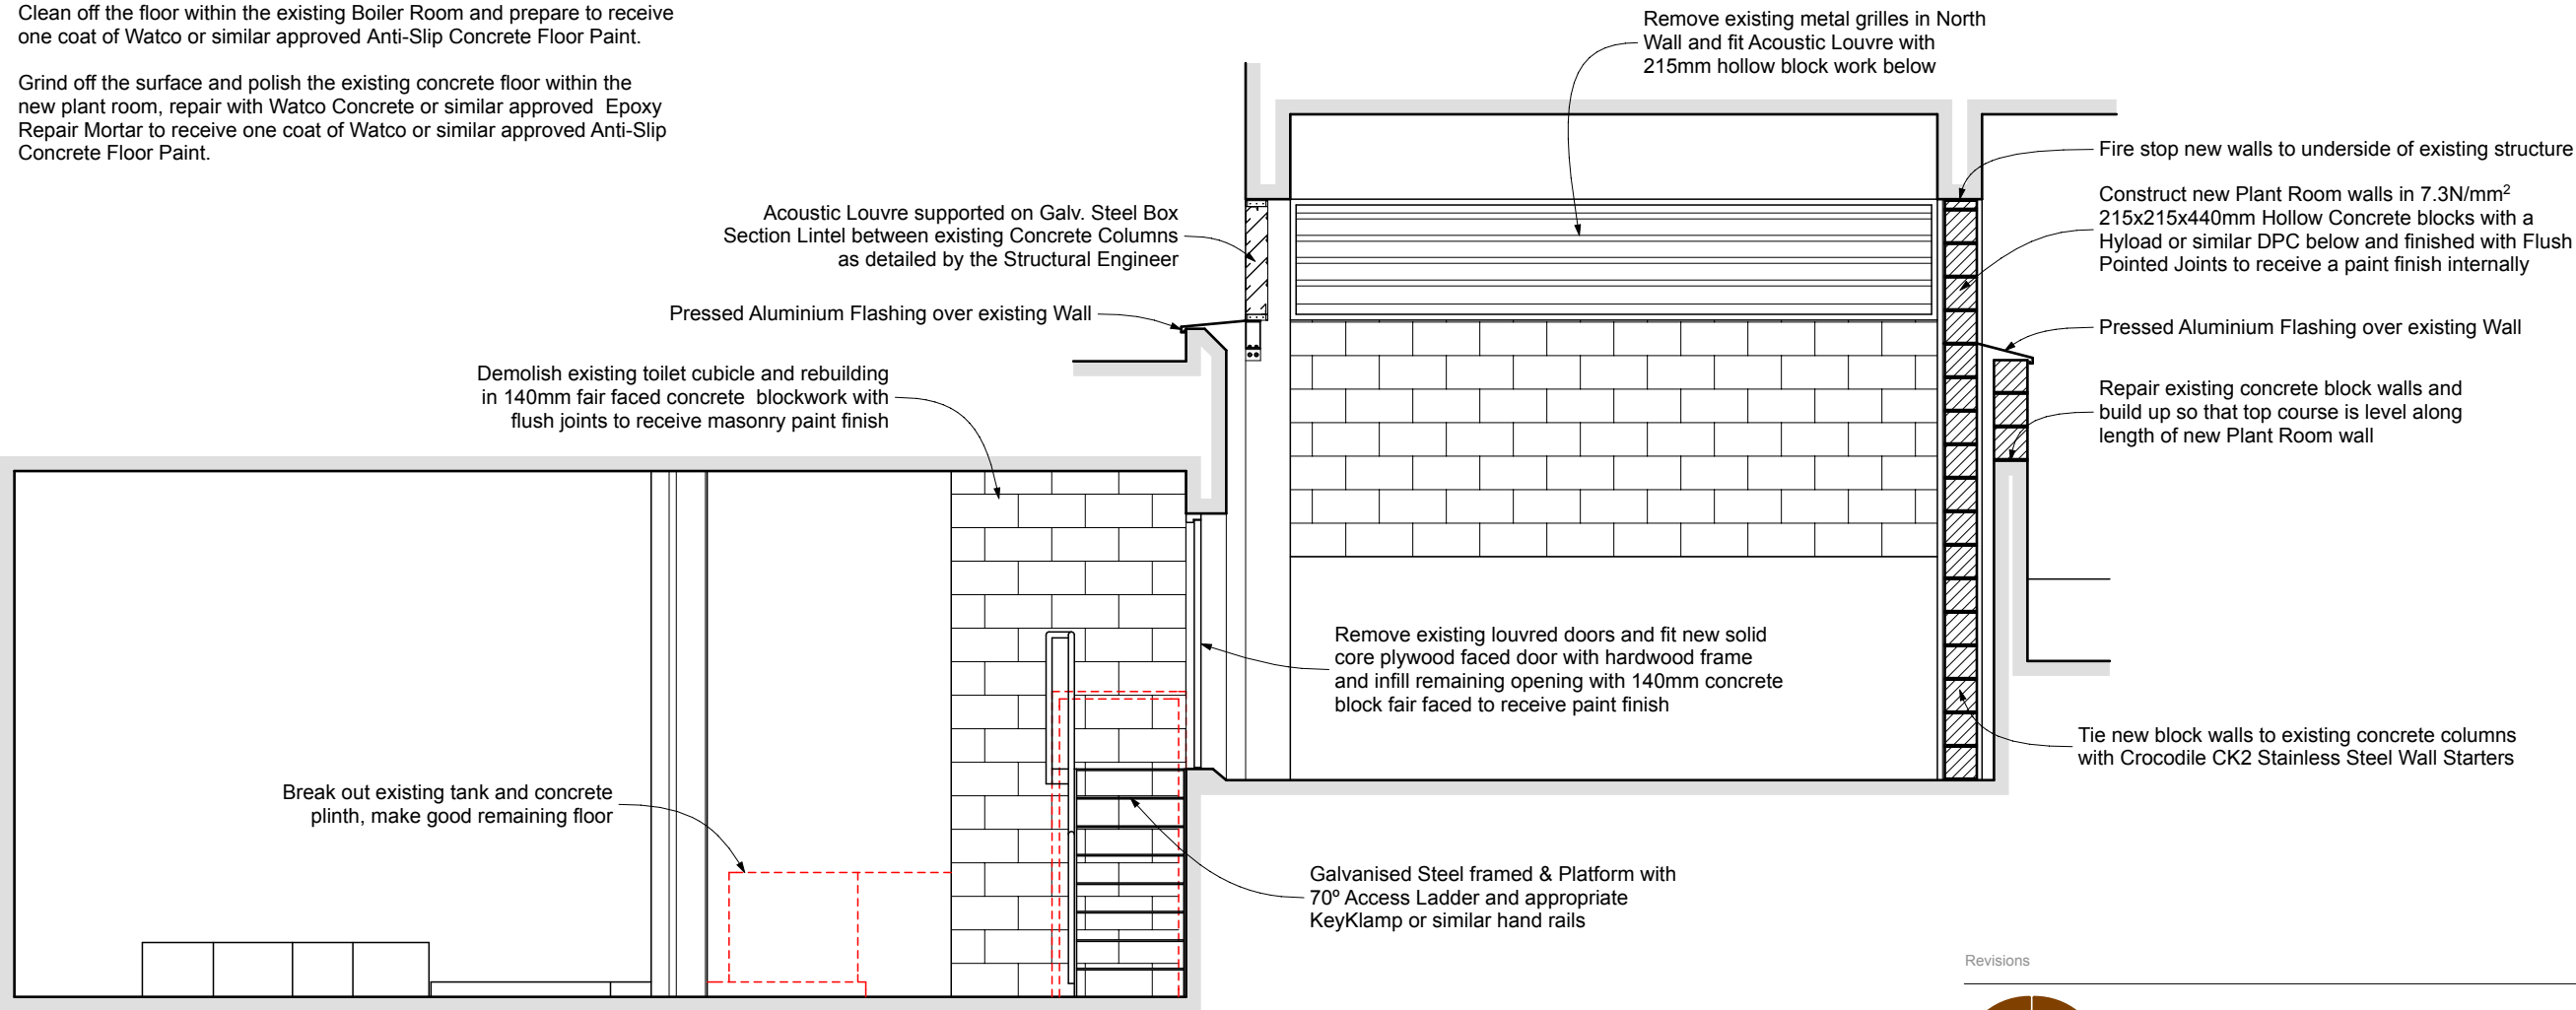 Clean off the floor within the existing Boiler Room and prepare to receive
one coat of Watco or similar approved Anti-Slip Concrete Floor Paint.
Grind off the surface and polish the existing concrete floor within the
new plant room, repair with Watco Concrete or similar approved  Epoxy
Repair Mortar to receive one coat of Watco or similar approved Anti-Slip
Concrete Floor Paint.
Remove existing metal grilles in North
Wall and fit Acoustic Louvre with
215mm hollow block work below
Fire stop new walls to underside of existing structure
Construct new Plant Room walls in 7.3N/mm²
215x215x440mm Hollow Concrete blocks with a
Hyload or similar DPC below and finished with Flush
Pointed Joints to receive a paint finish internally
Acoustic Louvre supported on Galv. Steel Box
Section Lintel between existing Concrete Columns
as detailed by the Structural Engineer
Pressed Aluminium Flashing over existing Wall
Pressed Aluminium Flashing over existing Wall
Demolish existing toilet cubicle and rebuilding
in 140mm fair faced concrete  blockwork with
flush joints to receive masonry paint finish
Repair existing concrete block walls and
build up so that top course is level along
length of new Plant Room wall
Remove existing louvred doors and fit new solid
core plywood faced door with hardwood frame
and infill remaining opening with 140mm concrete
block fair faced to receive paint finish
Tie new block walls to existing concrete columns
with Crocodile CK2 Stainless Steel Wall Starters
Break out existing tank and concrete
plinth, make good remaining floor
Galvanised Steel framed & Platform with
70º Access Ladder and appropriate
KeyKlamp or similar hand rails
Revisions